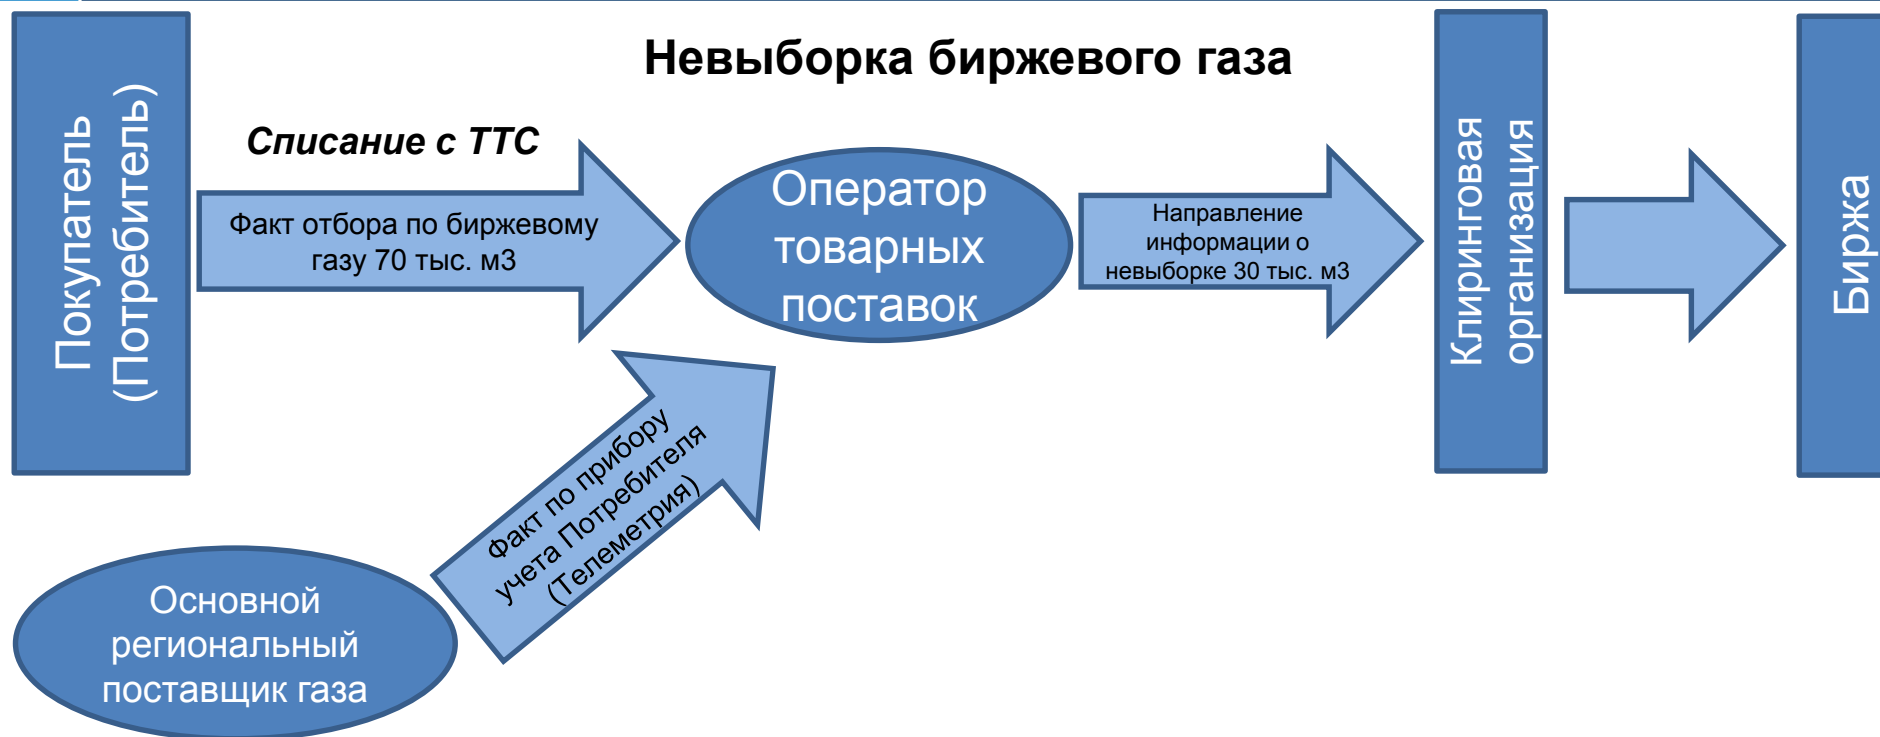 Невыборка биржевого газа
Покупатель
(Потребитель)
Списание с ТТС
Факт отбора по биржевому
газу 70 тыс. м3
Оператор
товарных
поставок
Направление
информации о
невыборке 30 тыс. м3
Клиринговая
организация
Биржа
Факт по прибору
учета Потребителя
(Телеметрия)
Основной
региональный
поставщик газа